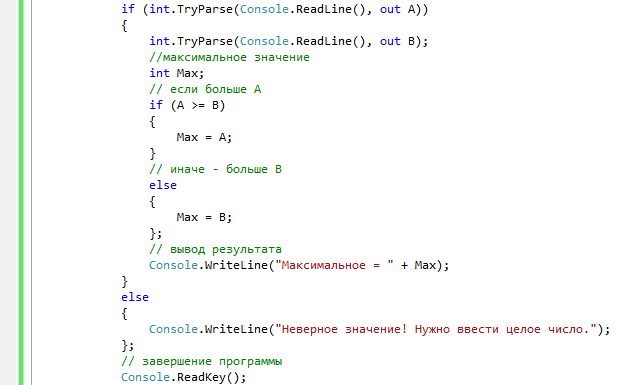 if (int.TryParse(Console.ReadLine(), out A))
{
int.TryParse(Console.ReadLine(), out B);
//максимальное значение
int Max;
// если больше A
if (A >= B)
{
Max = A;
}
// иначе - больше B
else
{
Max = B;
};
// вывод результата
Console.WriteLine("Максимальное = " + Max);
}
else
{
Console.WriteLine("Неверное значение! Нужно ввести целое число.");
};
// завершение программы
Console.ReadKey();